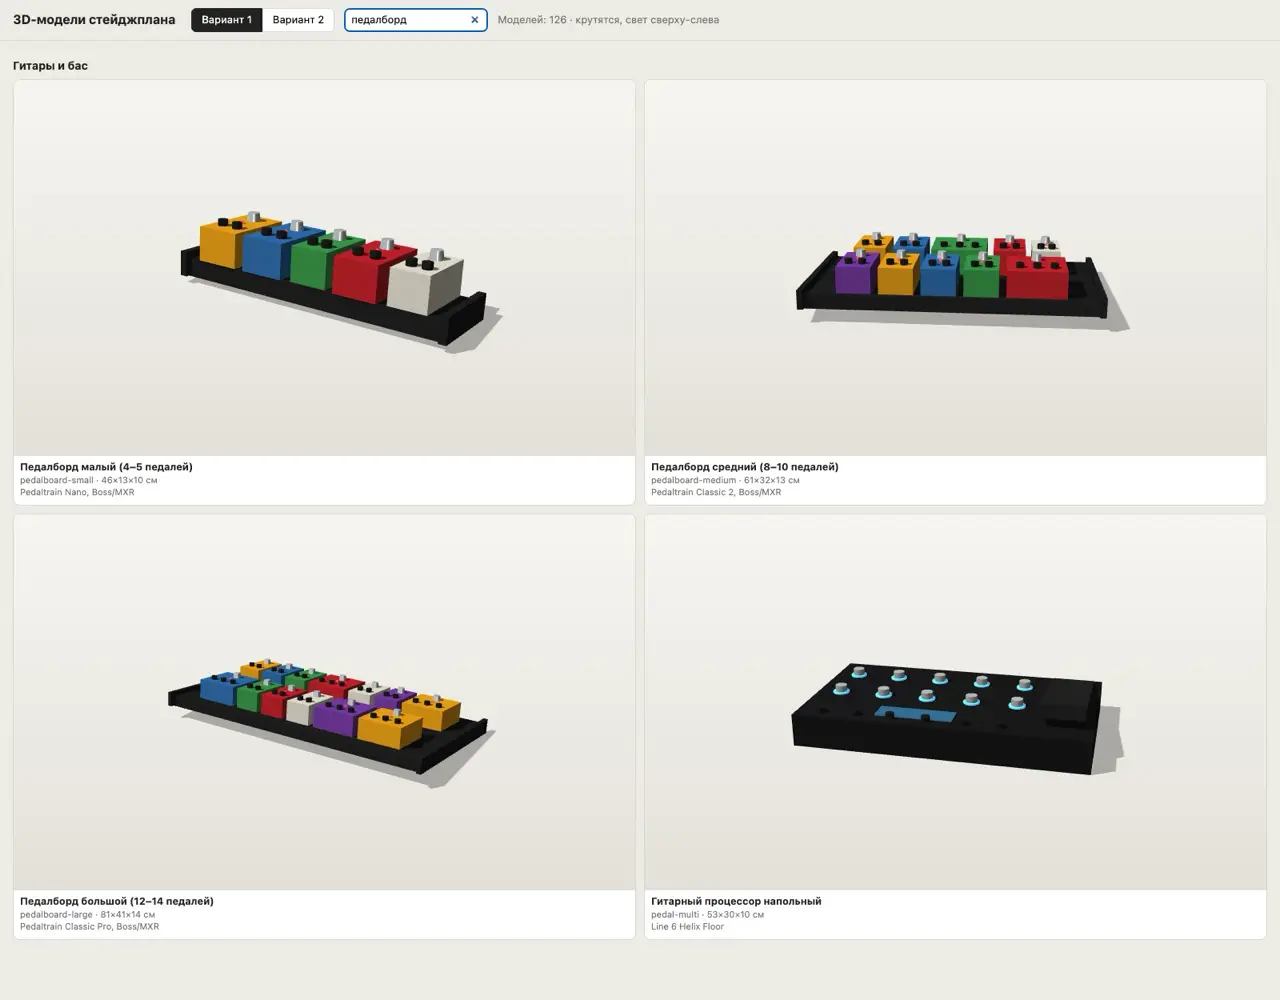 3D-модели стейджплана
Вариант 1
Вариант 2
педалборд
Моделей: 126 · крутятся, свет сверху-слева
Гитары и бас
Педалборд малый (4–5 педалей)
pedalboard-small · 46×13×10 см
Pedaltrain Nano, Boss/MXR
Педалборд средний (8–10 педалей)
pedalboard-medium · 61×32×13 см
Pedaltrain Classic 2, Boss/MXR
Педалборд большой (12–14 педалей)
pedalboard-large · 81×41×14 см
Pedaltrain Classic Pro, Boss/MXR
Гитарный процессор напольный
pedal-multi · 53×30×10 см
Line 6 Helix Floor